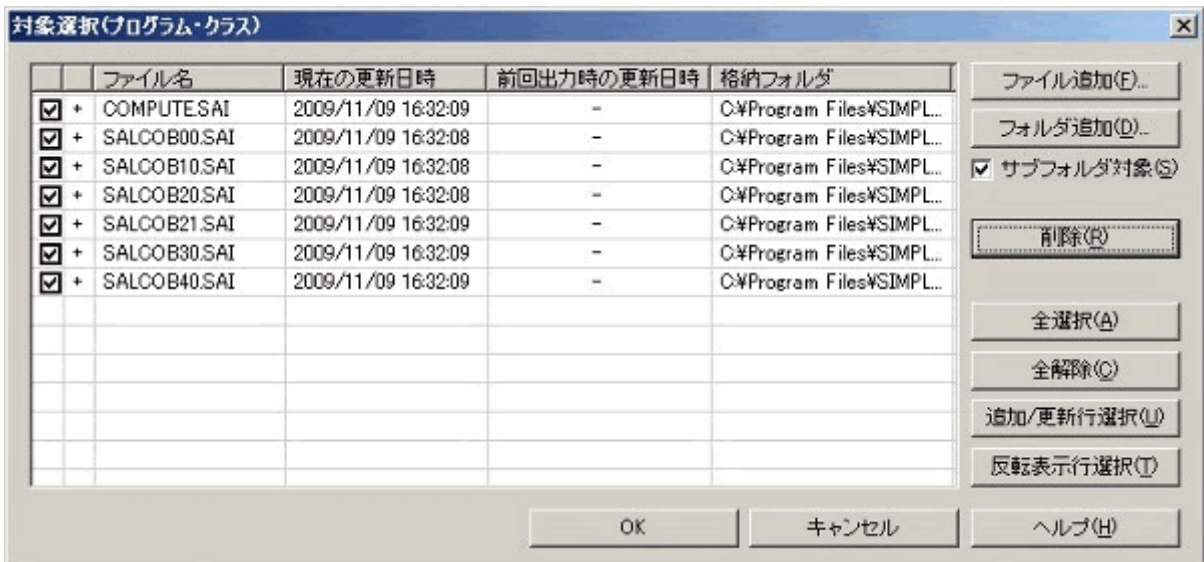 対象選択(プログラム・クラス)
ファイル名 現在の更新日時 前回出力時の更新日時 格納フォルダ
+ COMPUTE.SAI 2009/11/09 16:32:09 - C:¥Program Files¥SIMPL...
+ SALCOB00.SAI 2009/11/09 16:32:08 - C:¥Program Files¥SIMPL...
+ SALCOB10.SAI 2009/11/09 16:32:08 - C:¥Program Files¥SIMPL...
+ SALCOB20.SAI 2009/11/09 16:32:08 - C:¥Program Files¥SIMPL...
+ SALCOB21.SAI 2009/11/09 16:32:09 - C:¥Program Files¥SIMPL...
+ SALCOB30.SAI 2009/11/09 16:32:09 - C:¥Program Files¥SIMPL...
+ SALCOB40.SAI 2009/11/09 16:32:09 - C:¥Program Files¥SIMPL...
ファイル追加(F)...
フォルダ追加(D)...
サブフォルダ対象(S)
削除(R)
全選択(A)
全解除(C)
追加/更新行選択(U)
反転表示行選択(T)
OK キャンセル ヘルプ(H)